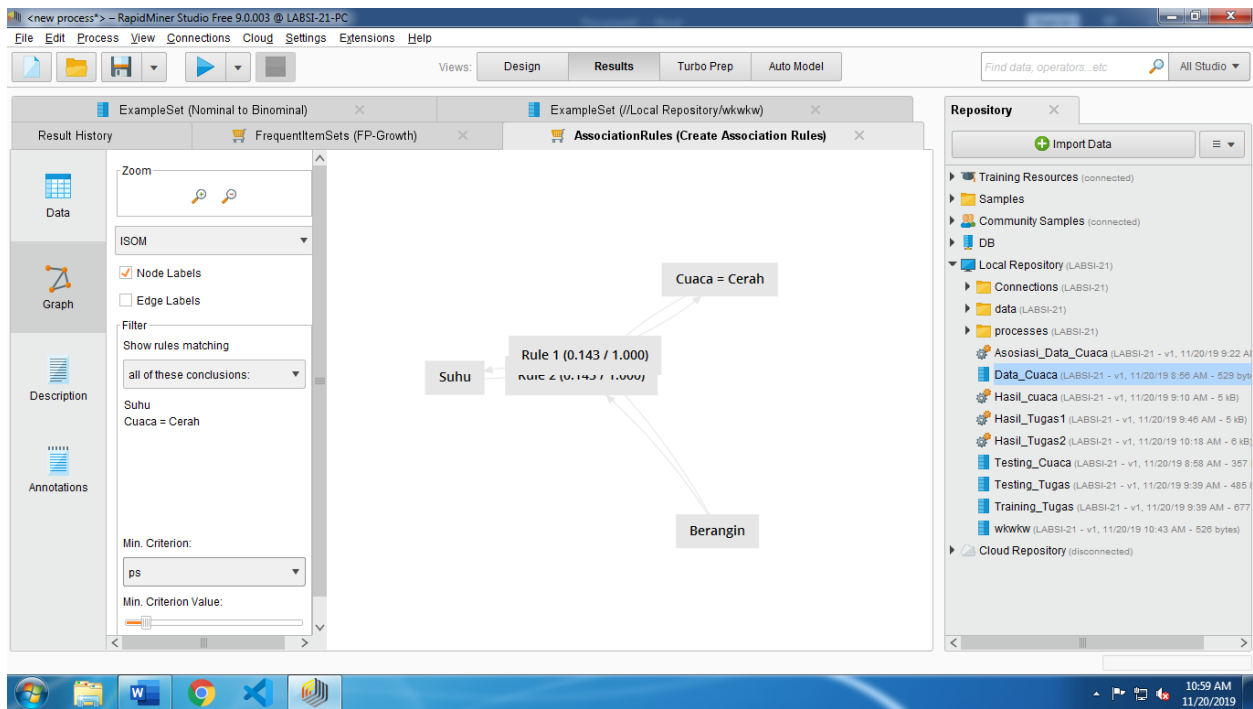 <new process*> – RapidMiner Studio Free 9.0.003 @ LABSI-21-PC
File Edit Process View Connections Cloud Settings Extensions Help
Views: Design Results Turbo Prep Auto Model
Find data, operators...etc All Studio
ExampleSet (Nominal to Binominal)
ExampleSet (//Local Repository/wkwkw)
Result History
FrequentItemSets (FP-Growth)
AssociationRules (Create Association Rules)
Data
Graph
Description
Annotations
Zoom
ISOM
Node Labels
Edge Labels
Filter
Show rules matching
all of these conclusions:
Suhu
Cuaca = Cerah
Min. Criterion:
ps
Min. Criterion Value:
Cuaca = Cerah
Rule 1 (0.143 / 1.000)
Rule 2 (0.143 / 1.000)
Suhu
Berangin
Repository
Import Data
Training Resources (connected)
Samples
Community Samples (connected)
DB
Local Repository (LABSI-21)
Connections (LABSI-21)
data (LABSI-21)
processes (LABSI-21)
Asosiasi_Data_Cuaca (LABSI-21 - v1, 11/20/19 9:22 A
Data_Cuaca (LABSI-21 - v1, 11/20/19 8:56 AM - 529 byt
Hasil_cuaca (LABSI-21 - v1, 11/20/19 9:10 AM - 5 kB)
Hasil_Tugas1 (LABSI-21 - v1, 11/20/19 9:46 AM - 5 kB)
Hasil_Tugas2 (LABSI-21 - v1, 11/20/19 10:18 AM - 6 kB
Testing_Cuaca (LABSI-21 - v1, 11/20/19 8:58 AM - 357
Testing_Tugas (LABSI-21 - v1, 11/20/19 9:39 AM - 485
Training_Tugas (LABSI-21 - v1, 11/20/19 9:39 AM - 677
wkwkw (LABSI-21 - v1, 11/20/19 10:43 AM - 526 bytes)
Cloud Repository (disconnected)
10:59 AM
11/20/2019